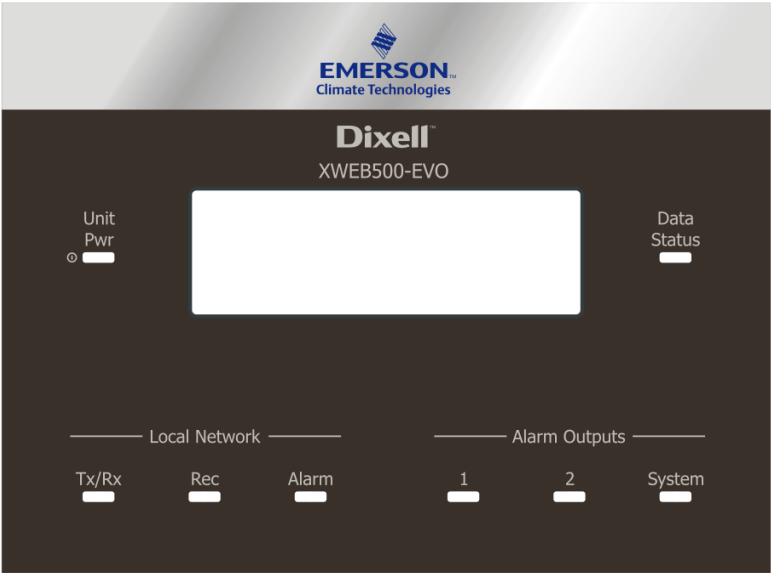 EMERSON™
Climate Technologies
Dixell™
XWEB500-EVO
Unit
Pwr
Data
Status
Local Network
Alarm Outputs
Tx/Rx Rec Alarm 1 2 System